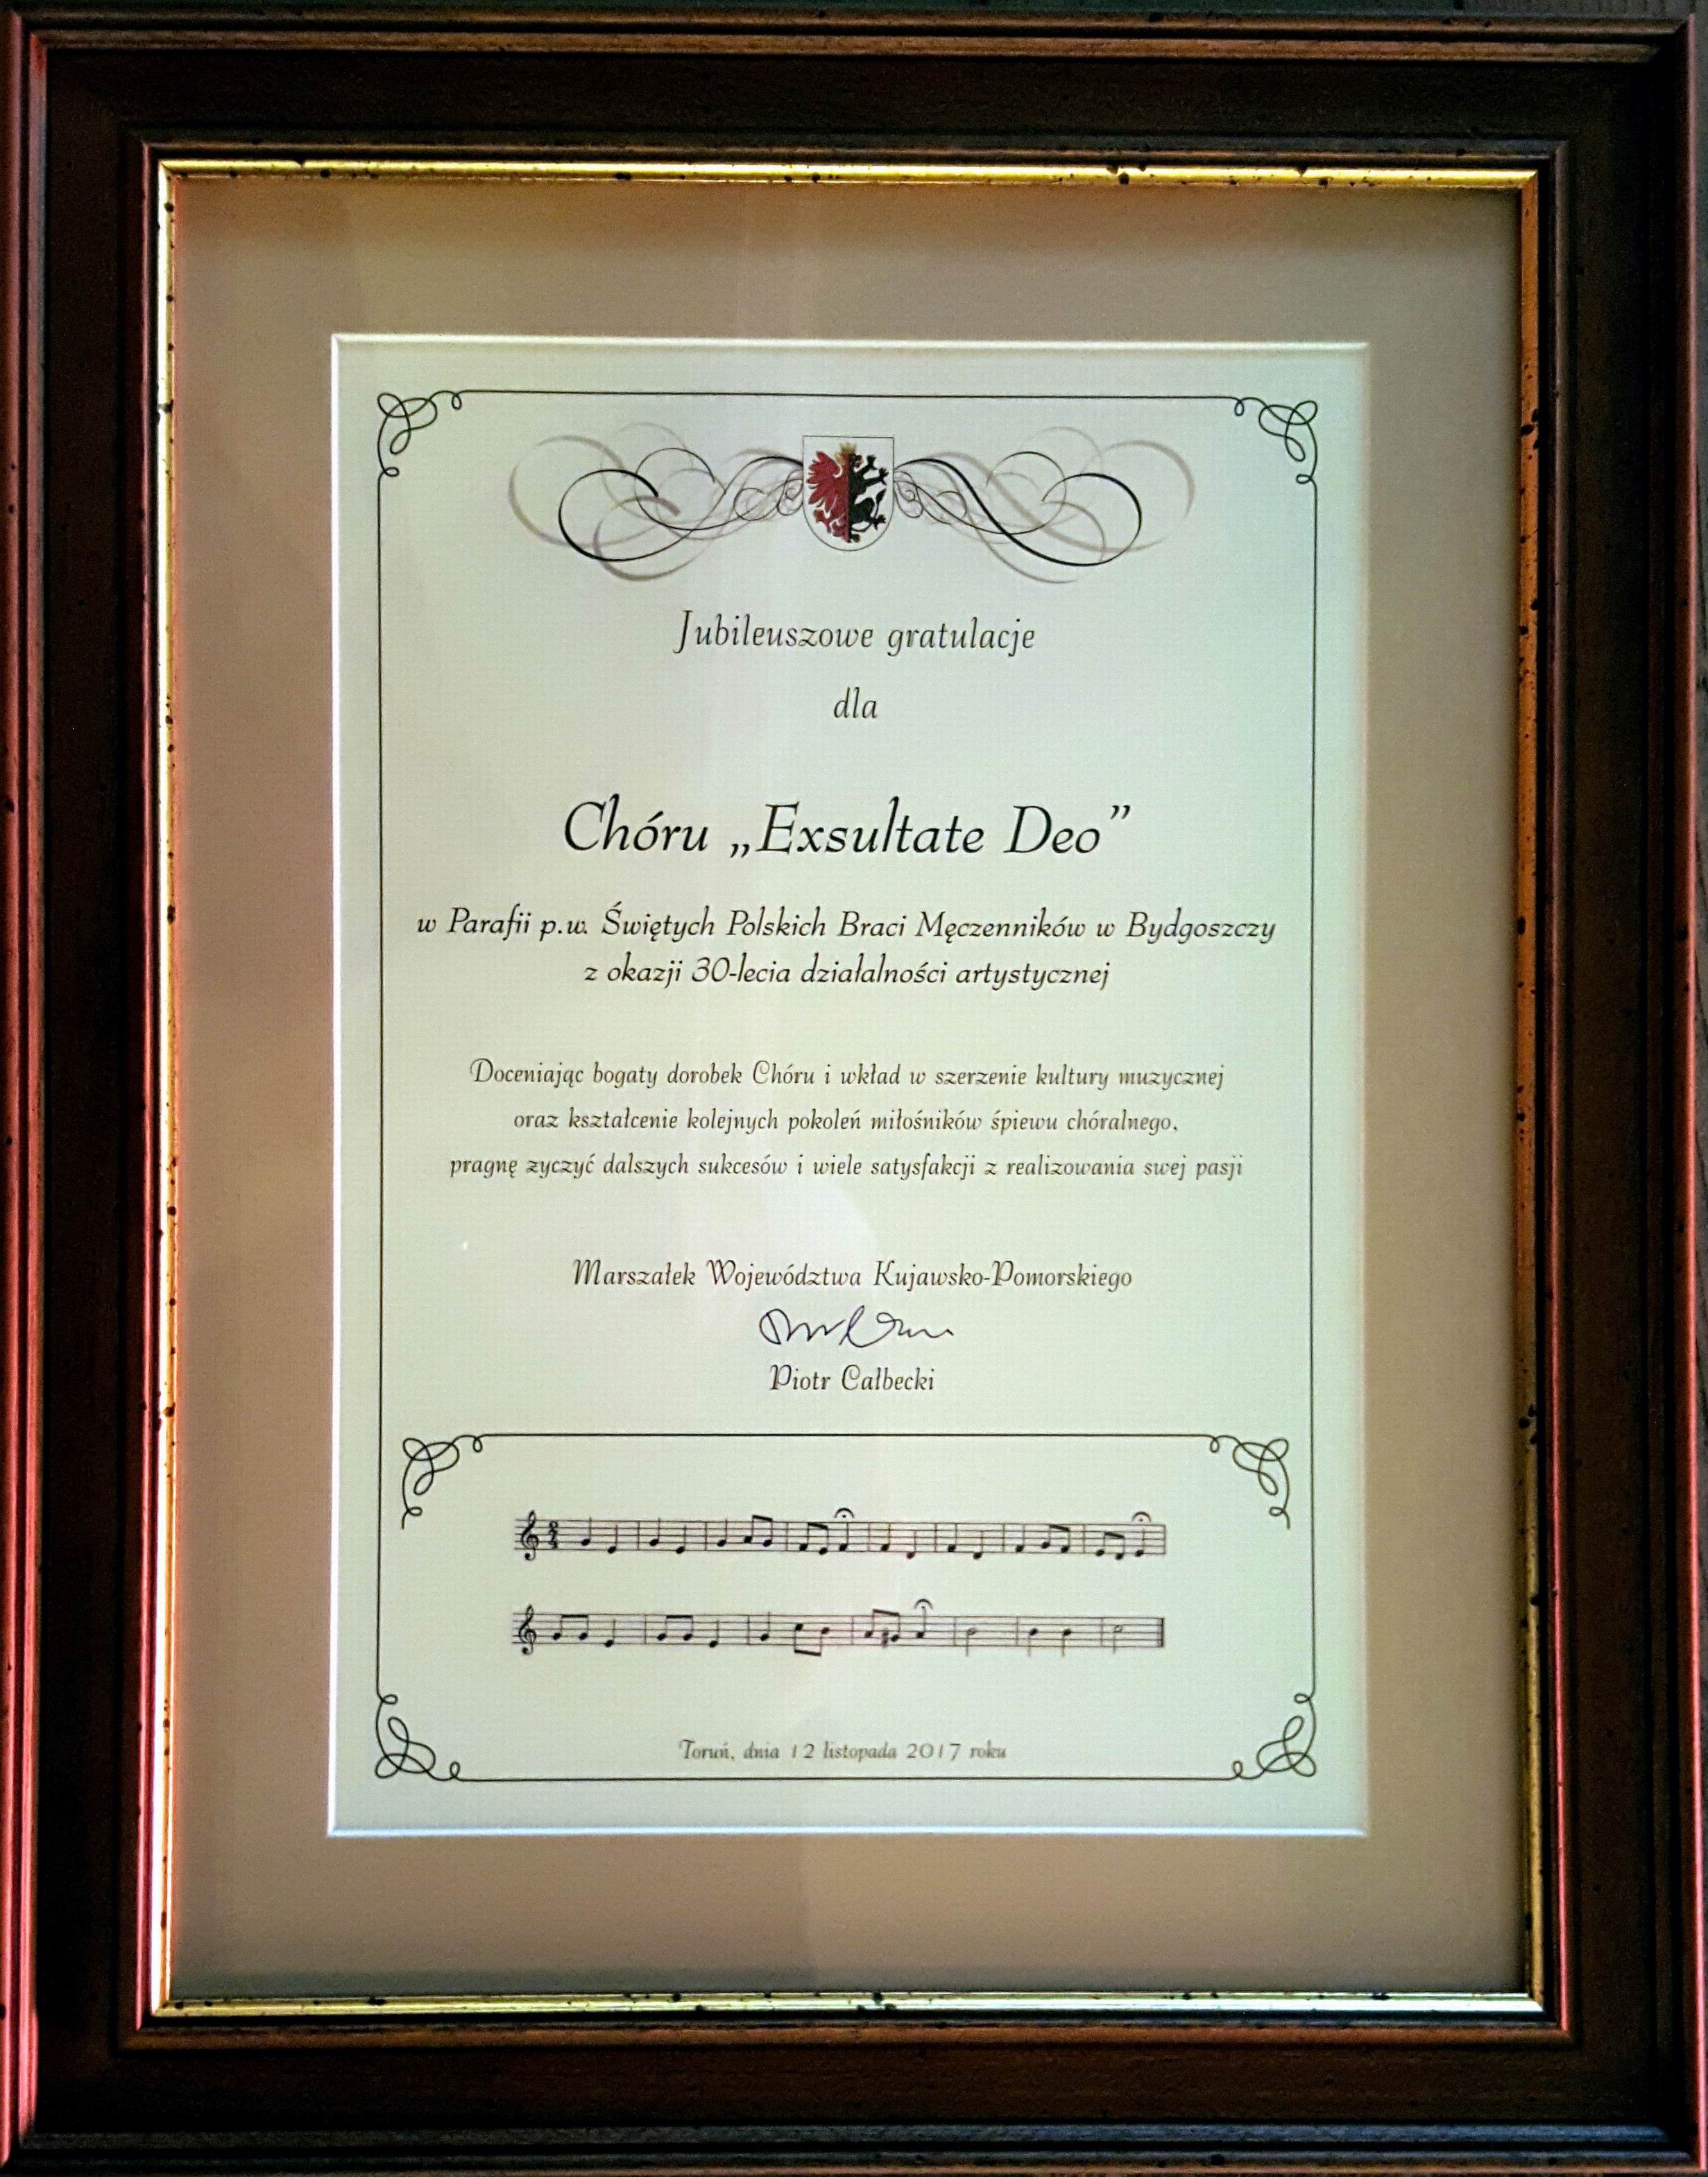 Jubileuszowe gratulacje
dla
Chóru „Exsultate Deo”
w Parafii p.w. Świętych Polskich Braci Męczenników w Bydgoszczy
z okazji 30-lecia działalności artystycznej
Doceniając bogaty dorobek Chóru i wkład w szerzenie kultury muzycznej
oraz kształcenie kolejnych pokoleń miłośników śpiewu chóralnego,
pragnę zyczyć dalszych sukcesów i wiele satysfakcji z realizowania swej pasji
Marszałek Województwa Kujawsko-Pomorskiego
Piotr Całbecki
Toruń, dnia 12 listopada 2017 roku